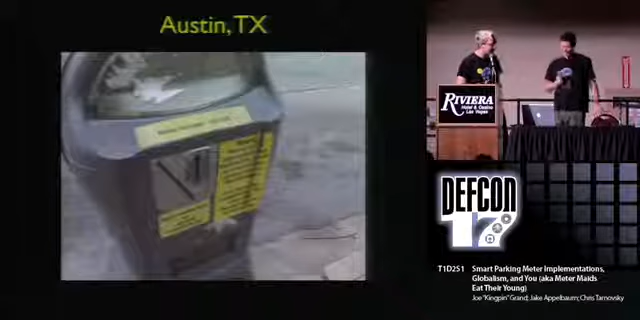 Austin, TX
RIVIERA
Hotel & Casino
Las Vegas
DEFCON
17
T1D2S1 Smart Parking Meter Implementations,
Globalism, and You (aka Meter Maids
Eat Their Young)
Joe "Kingpin" Grand; Jake Appelbaum; Chris Tarnovsky